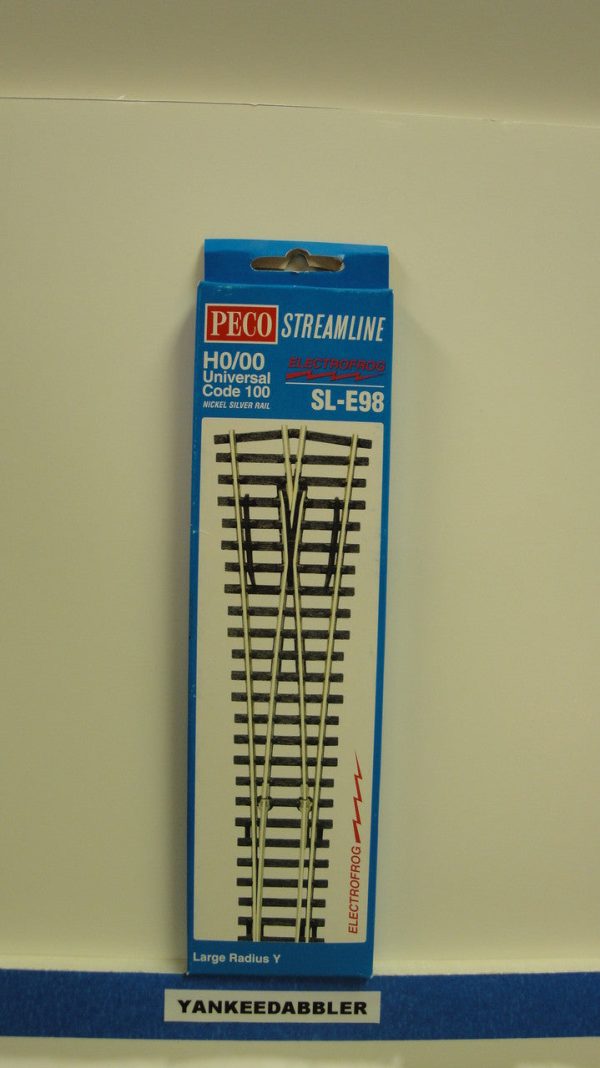 PECO STREAMLINE
H0/00
Universal
Code 100
NICKEL SILVER RAIL
ELECTROFROG
SL-E98
ELECTROFROG
Large Radius Y
YANKEEDABBLER